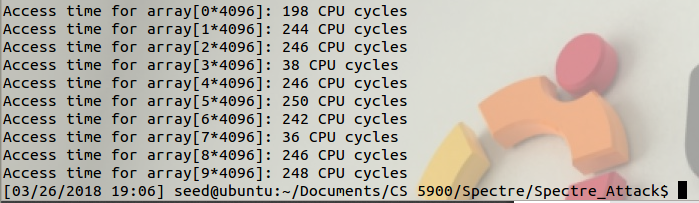 Access time for array[0*4096]: 198 CPU cycles
Access time for array[1*4096]: 244 CPU cycles
Access time for array[2*4096]: 246 CPU cycles
Access time for array[3*4096]: 38 CPU cycles
Access time for array[4*4096]: 246 CPU cycles
Access time for array[5*4096]: 250 CPU cycles
Access time for array[6*4096]: 242 CPU cycles
Access time for array[7*4096]: 36 CPU cycles
Access time for array[8*4096]: 246 CPU cycles
Access time for array[9*4096]: 248 CPU cycles
[03/26/2018 19:06] seed@ubuntu:~/Documents/CS 5900/Spectre/Spectre_Attack$